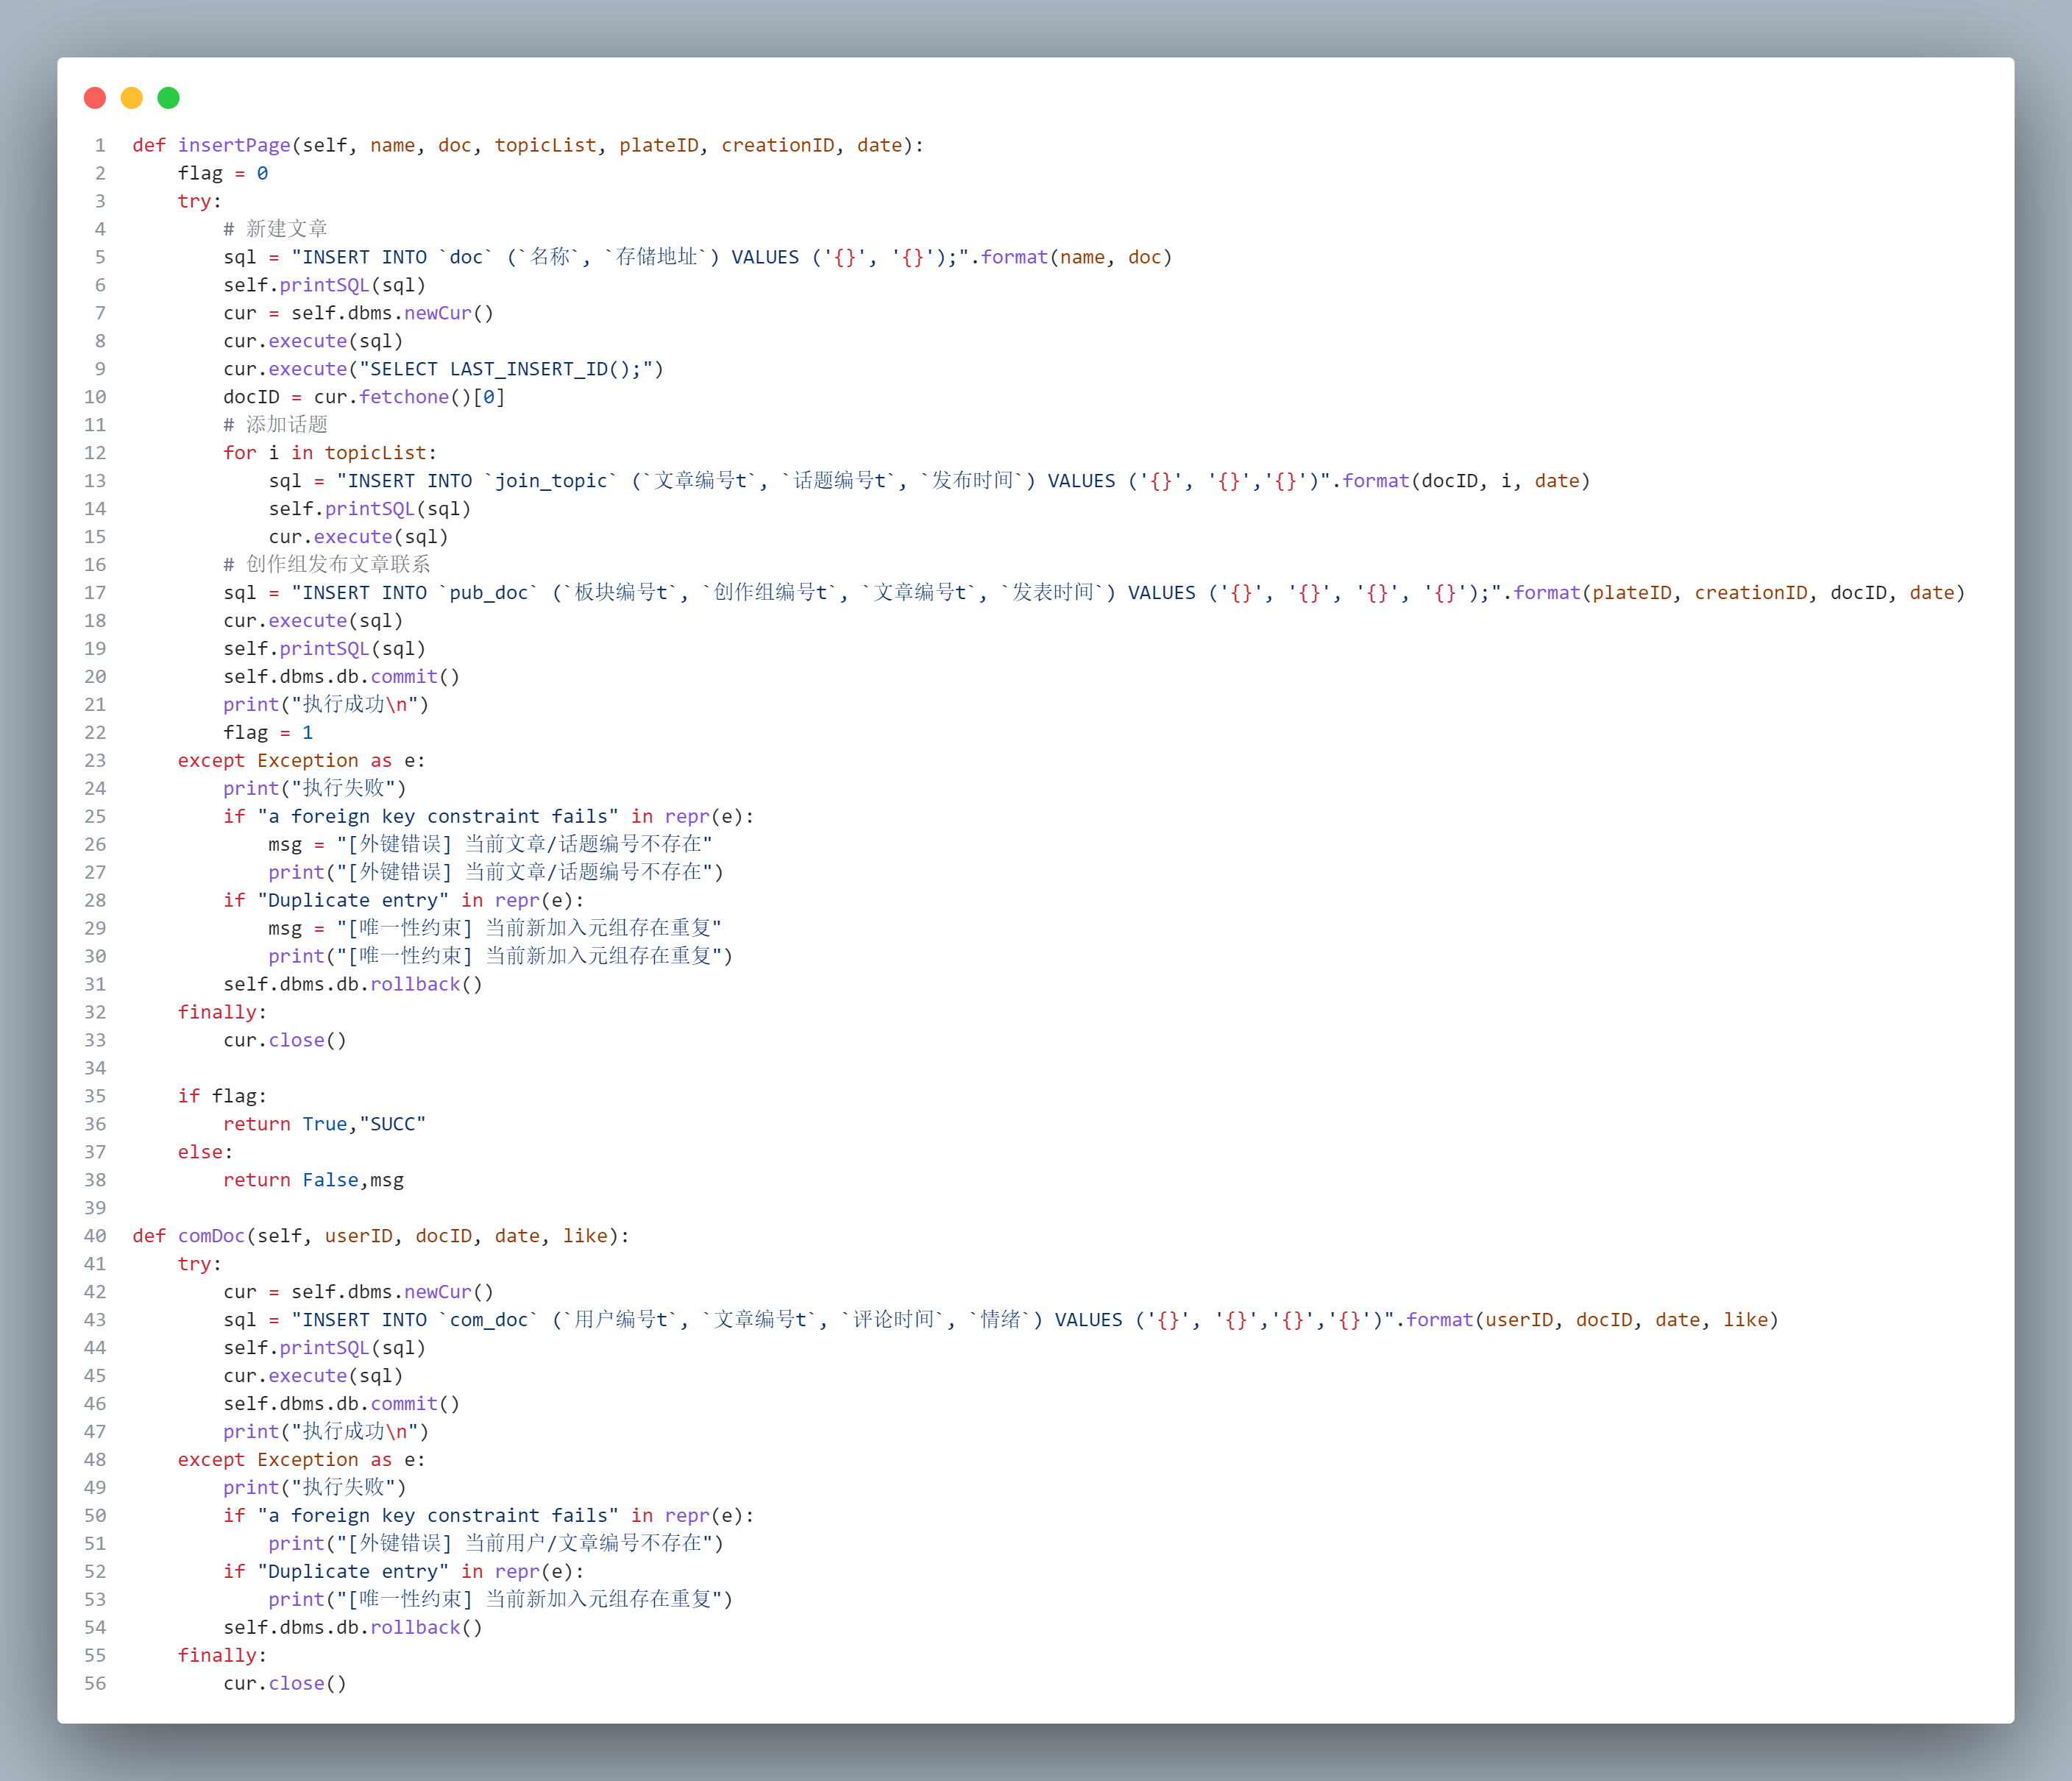 1 def insertPage(self, name, doc, topicList, plateID, creationID, date):
2     flag = 0
3     try:
4         # 新建文章
5         sql = "INSERT INTO `doc` (`名称`, `存储地址`) VALUES ('{}', '{}');".format(name, doc)
6         self.printSQL(sql)
7         cur = self.dbms.newCur()
8         cur.execute(sql)
9         cur.execute("SELECT LAST_INSERT_ID();")
10         docID = cur.fetchone()[0]
11         # 添加话题
12         for i in topicList:
13             sql = "INSERT INTO `join_topic` (`文章编号t`, `话题编号t`, `发布时间`) VALUES ('{}', '{}','{}')".format(docID, i, date)
14             self.printSQL(sql)
15             cur.execute(sql)
16         # 创作组发布文章联系
17         sql = "INSERT INTO `pub_doc` (`板块编号t`, `创作组编号t`, `文章编号t`, `发表时间`) VALUES ('{}', '{}', '{}', '{}');".format(plateID, creationID, docID, date)
18         cur.execute(sql)
19         self.printSQL(sql)
20         self.dbms.db.commit()
21         print("执行成功\n")
22         flag = 1
23     except Exception as e:
24         print("执行失败")
25         if "a foreign key constraint fails" in repr(e):
26             msg = "[外键错误] 当前文章/话题编号不存在"
27             print("[外键错误] 当前文章/话题编号不存在")
28         if "Duplicate entry" in repr(e):
29             msg = "[唯一性约束] 当前新加入元组存在重复"
30             print("[唯一性约束] 当前新加入元组存在重复")
31         self.dbms.db.rollback()
32     finally:
33         cur.close()
34
35     if flag:
36         return True,"SUCC"
37     else:
38         return False,msg
39
40 def comDoc(self, userID, docID, date, like):
41     try:
42         cur = self.dbms.newCur()
43         sql = "INSERT INTO `com_doc` (`用户编号t`, `文章编号t`, `评论时间`, `情绪`) VALUES ('{}', '{}','{}','{}')".format(userID, docID, date, like)
44         self.printSQL(sql)
45         cur.execute(sql)
46         self.dbms.db.commit()
47         print("执行成功\n")
48     except Exception as e:
49         print("执行失败")
50         if "a foreign key constraint fails" in repr(e):
51             print("[外键错误] 当前用户/文章编号不存在")
52         if "Duplicate entry" in repr(e):
53             print("[唯一性约束] 当前新加入元组存在重复")
54         self.dbms.db.rollback()
55     finally:
56         cur.close()